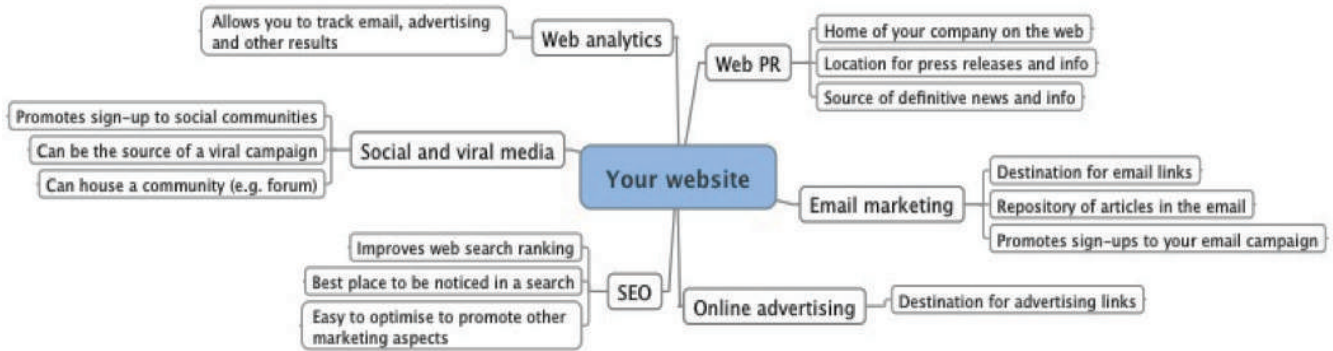 Your website
Web analytics
Allows you to track email, advertising
and other results
Web PR
Home of your company on the web
Location for press releases and info
Source of definitive news and info
Social and viral media
Promotes sign-up to social communities
Can be the source of a viral campaign
Can house a community (e.g. forum)
Email marketing
Destination for email links
Repository of articles in the email
Promotes sign-ups to your email campaign
SEO
Improves web search ranking
Best place to be noticed in a search
Easy to optimise to promote other
marketing aspects
Online advertising
Destination for advertising links